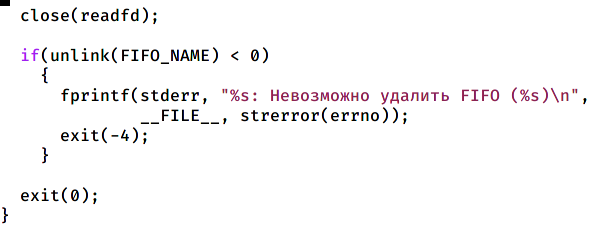 close(readfd);
if(unlink(FIFO_NAME) < 0)
{
fprintf(stderr, "%s: Невозможно удалить FIFO (%s)\n",
__FILE__, strerror(errno));
exit(-4);
}
exit(0);
}